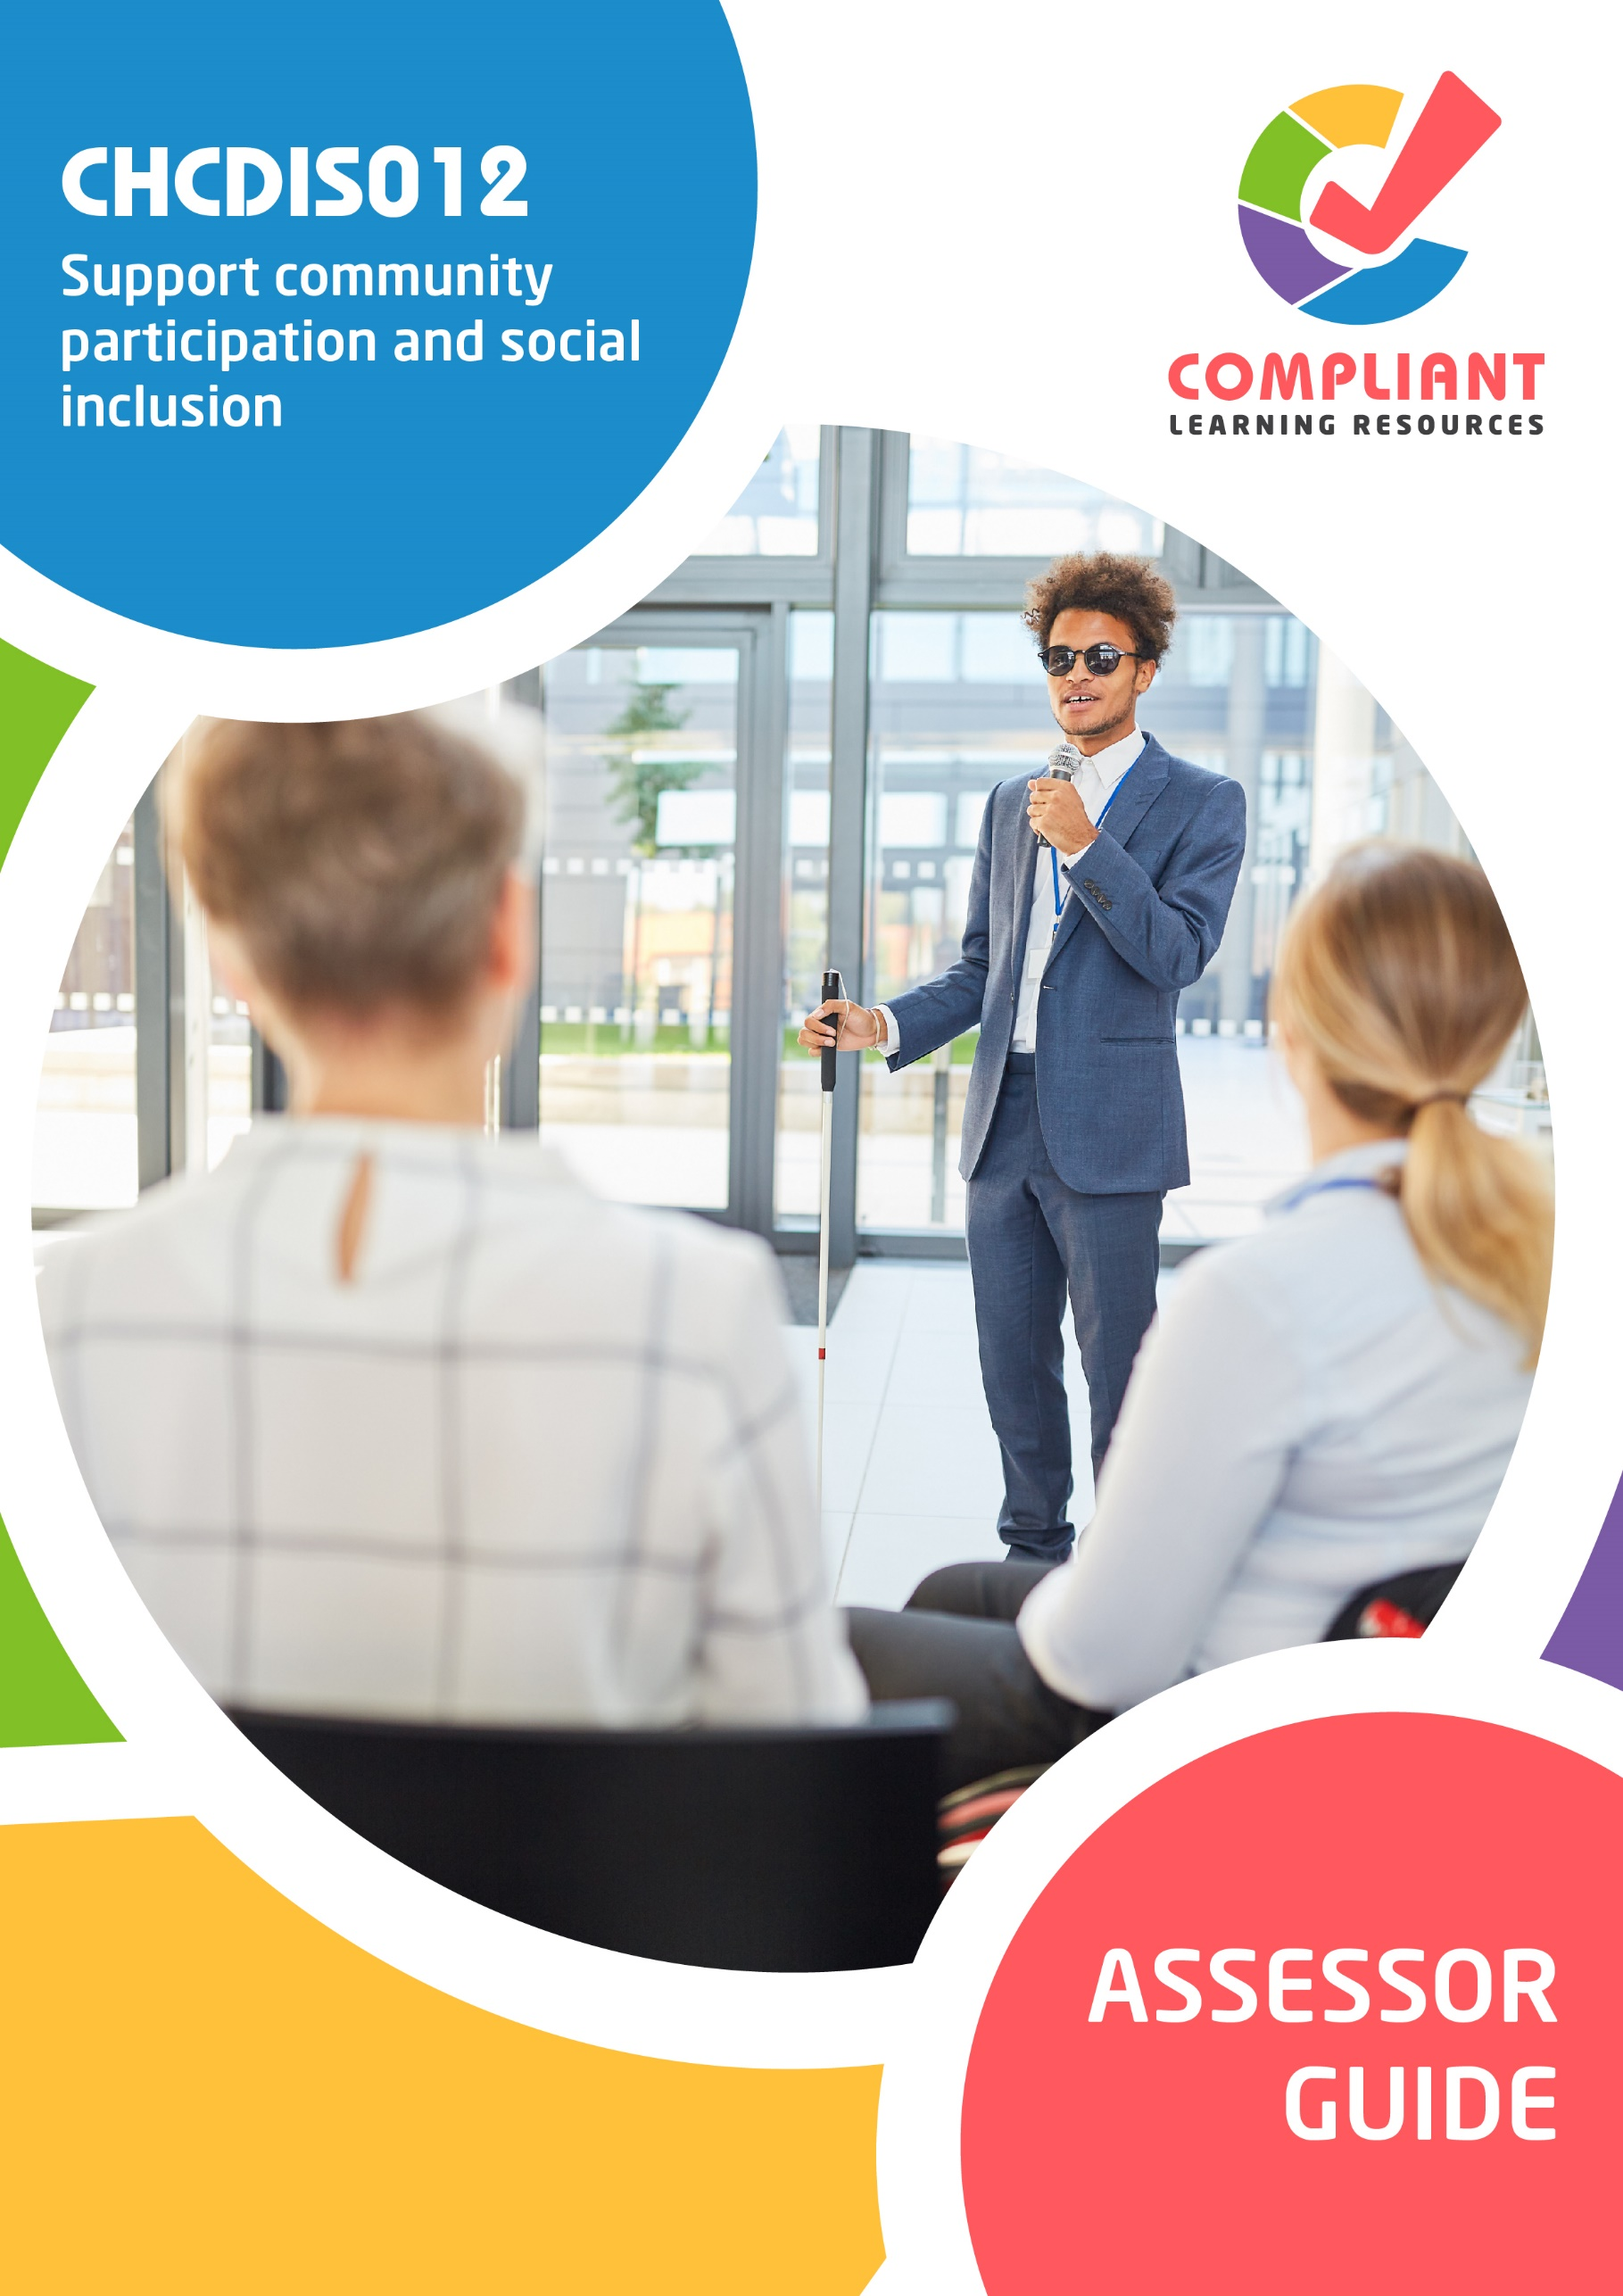 CHCDIS012
Support community
participation and social
inclusion
COMPLIANT
LEARNING RESOURCES
ASSESSOR
GUIDE